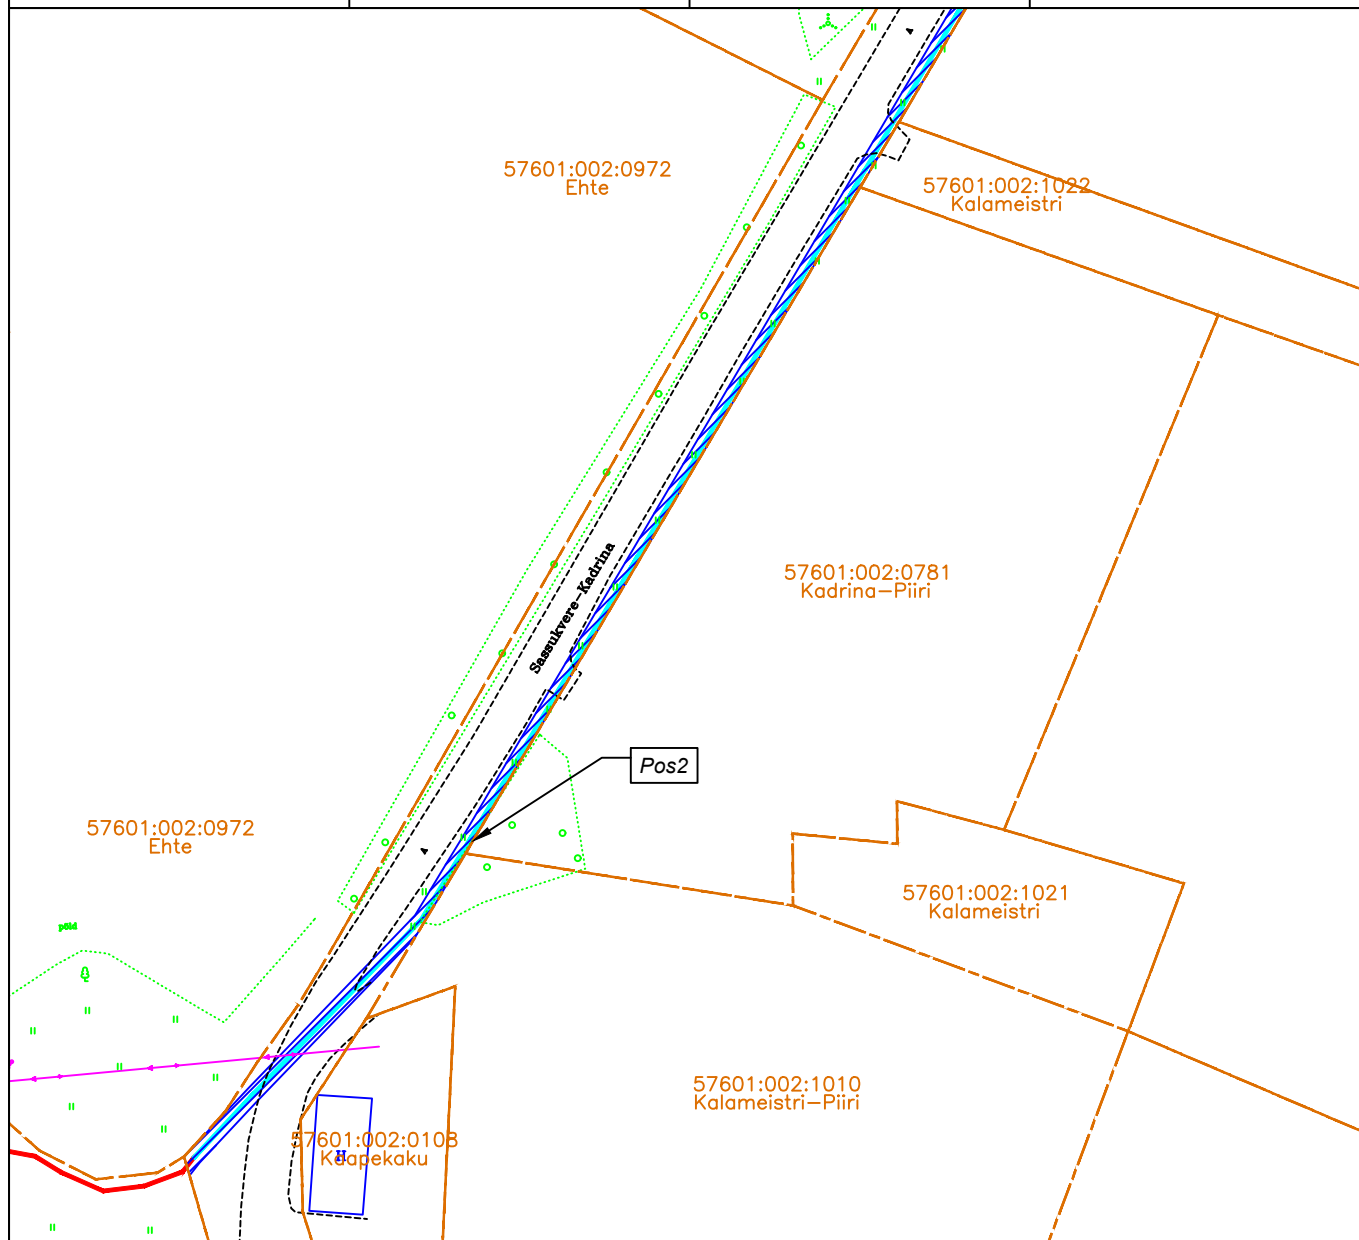 57601:002:0972
Ehte
57601:002:1022
Kalameistri
57601:002:0781
Kadrina-Piiri
Sassukvere-Kadrina
Pos2
57601:002:0972
Ehte
57601:002:1021
Kalameistri
põld
57601:002:1010
Kalameistri-Piiri
57601:002:0108
Kaapekaku
H